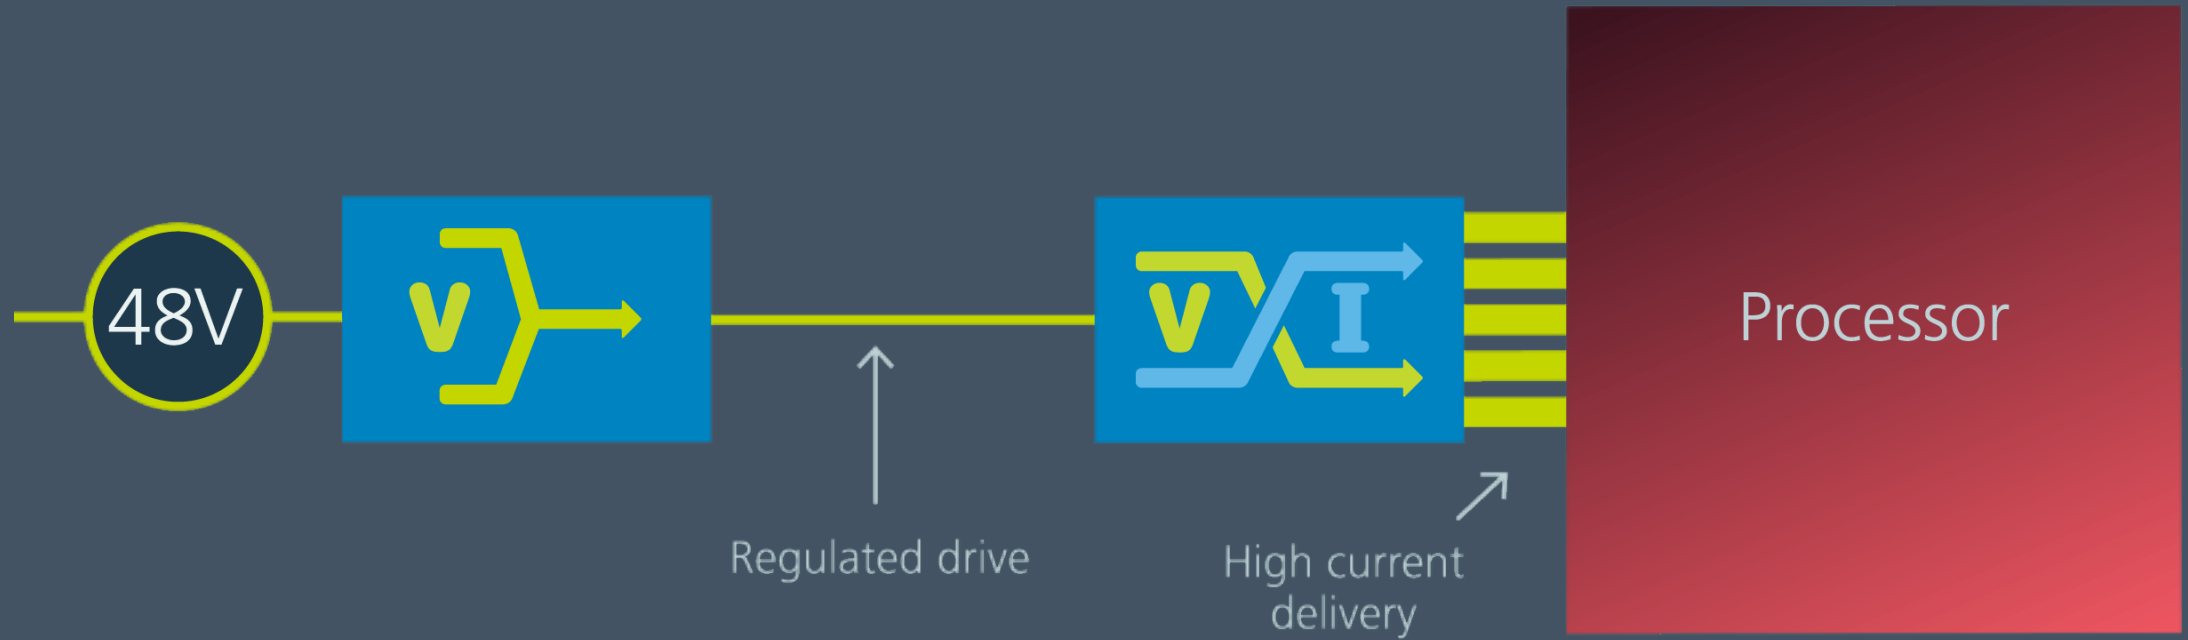 48V
V
V
I
Processor
Regulated drive
High current
delivery